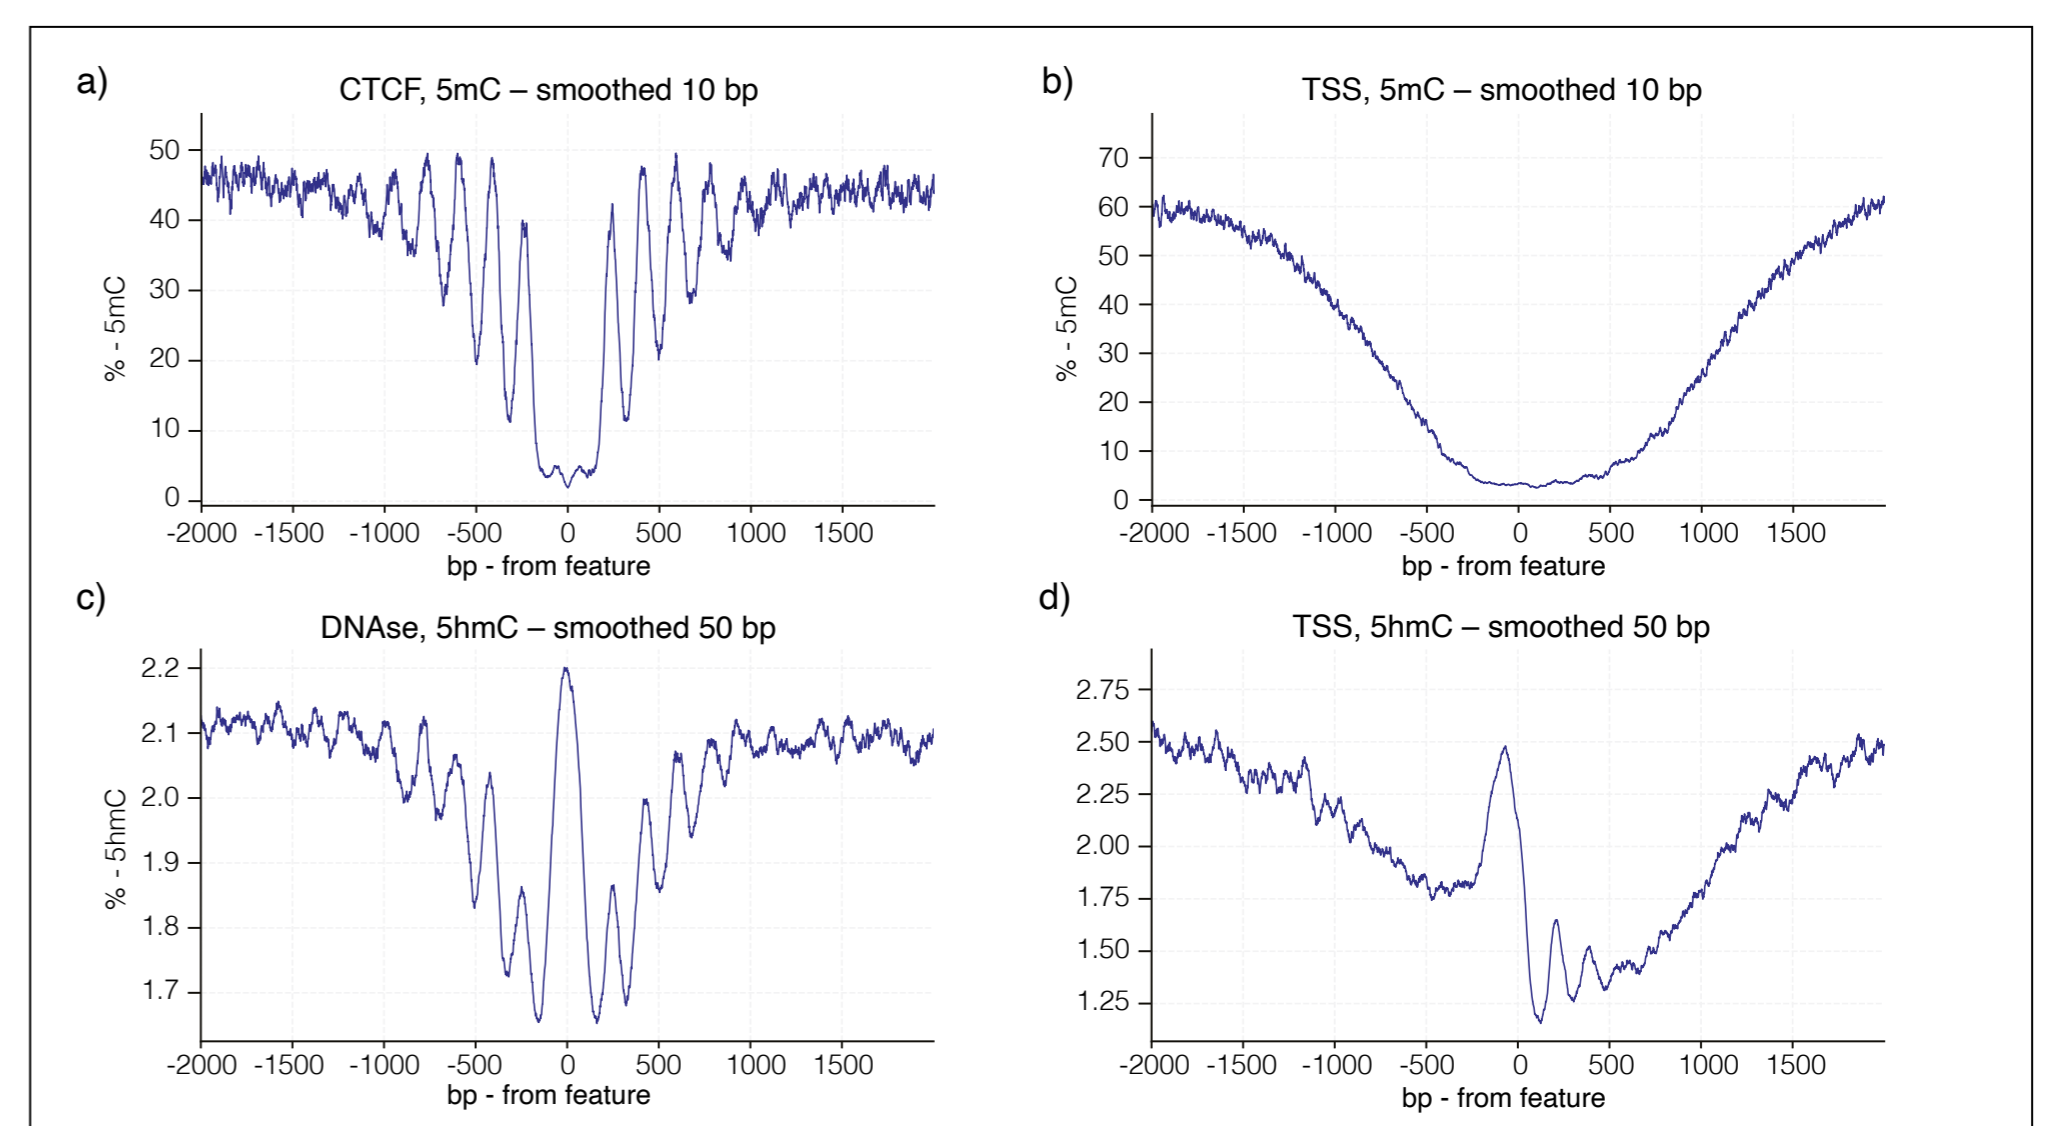 a)
CTCF, 5mC – smoothed 10 bp
% - 5mC
50
40
30
20
10
0
-2000 -1500 -1000 -500 0 500 1000 1500
bp - from feature
b)
TSS, 5mC – smoothed 10 bp
% - 5mC
70
60
50
40
30
20
10
0
-2000 -1500 -1000 -500 0 500 1000 1500
bp - from feature
c)
DNAse, 5hmC – smoothed 50 bp
% - 5hmC
2.2
2.1
2.0
1.9
1.8
1.7
-2000 -1500 -1000 -500 0 500 1000 1500
bp - from feature
d)
TSS, 5hmC – smoothed 50 bp
2.75
2.50
2.25
2.00
1.75
1.50
1.25
-2000 -1500 -1000 -500 0 500 1000 1500
bp - from feature